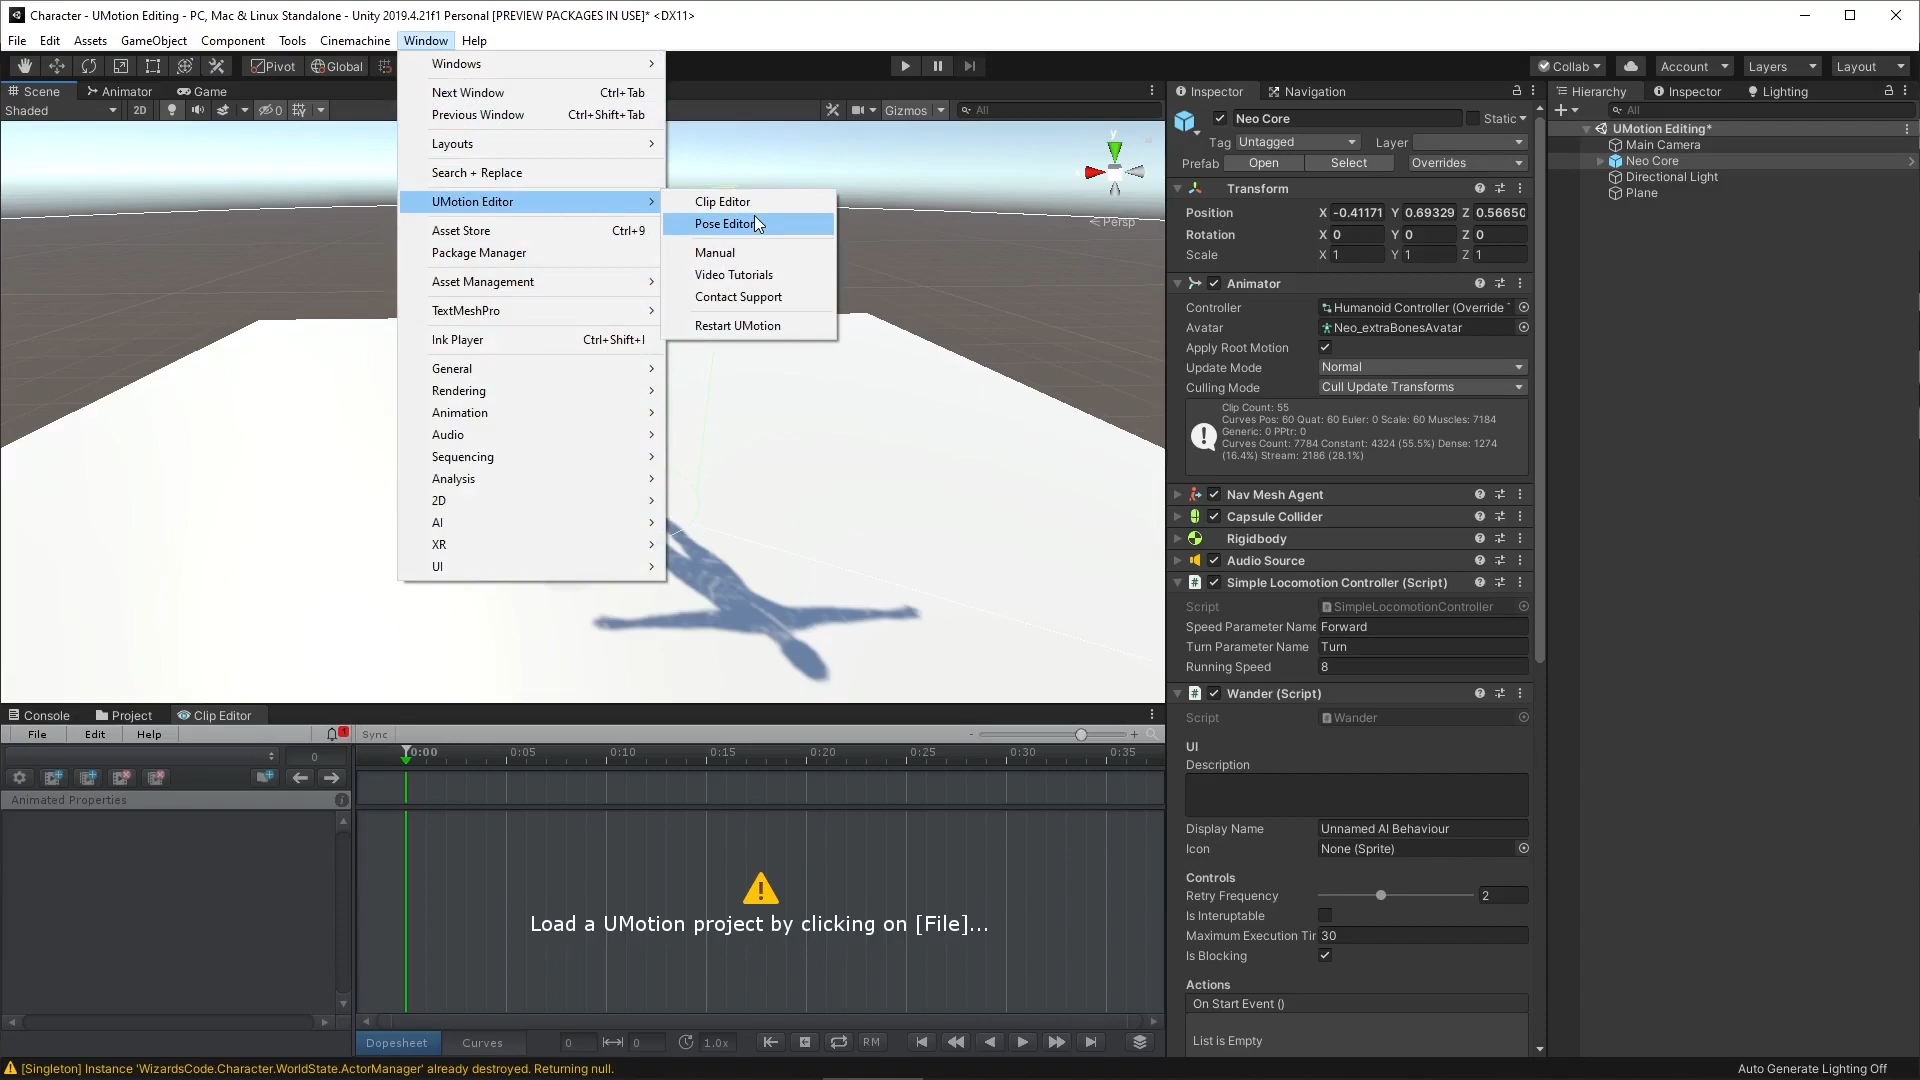 Character - UMotion Editing - PC, Mac & Linux Standalone - Unity 2019.4.21f1 Personal [PREVIEW PACKAGES IN USE]* <DX11>
File Edit Assets GameObject Component Tools Cinemachine Window Help
Pivot Global
Collab Account Layers Layout
Scene Animator Game
Shaded 2D 0 Gizmos All
y
Persp
Windows
Next Window Ctrl+Tab
Previous Window Ctrl+Shift+Tab
Layouts
Search + Replace
UMotion Editor
Asset Store Ctrl+9
Package Manager
Asset Management
TextMeshPro
Ink Player Ctrl+Shift+I
General
Rendering
Animation
Audio
Sequencing
Analysis
2D
AI
XR
UI
Clip Editor
Pose Editor
Manual
Video Tutorials
Contact Support
Restart UMotion
Inspector Navigation
Neo Core Static
Tag Untagged Layer
Prefab Open Select Overrides
Transform
Position X -0.41171 Y 0.69329 Z 0.56650
Rotation X 0 Y 0 Z 0
Scale X 1 Y 1 Z 1
Animator
Controller Humanoid Controller (Override
Avatar Neo_extraBonesAvatar
Apply Root Motion
Update Mode Normal
Culling Mode Cull Update Transforms
Clip Count: 55
Curves Pos: 60 Quat: 60 Euler: 0 Scale: 60 Muscles: 7184
Generic: 0 PPtr: 0
Curves Count: 7784 Constant: 4324 (55.5%) Dense: 1274
(16.4%) Stream: 2186 (28.1%)
Nav Mesh Agent
Capsule Collider
Rigidbody
Audio Source
Simple Locomotion Controller (Script)
Script SimpleLocomotionController
Speed Parameter Name Forward
Turn Parameter Name Turn
Running Speed 8
Wander (Script)
Script Wander
UI
Description
Display Name Unnamed AI Behaviour
Icon None (Sprite)
Controls
Retry Frequency 2
Is Interuptable
Maximum Execution Tir 30
Is Blocking
Actions
On Start Event ()
List is Empty
Hierarchy Inspector Lighting
All
UMotion Editing*
Main Camera
Neo Core
Directional Light
Plane
Console Project Clip Editor
File Edit Help 1 Sync - +
0 0:00 0:05 0:10 0:15 0:20 0:25 0:30 0:35
Animated Properties
Load a UMotion project by clicking on [File]...
Dopesheet Curves 0 0 1.0x RM
[Singleton] Instance 'WizardsCode.Character.WorldState.ActorManager' already destroyed. Returning null.
Auto Generate Lighting Off